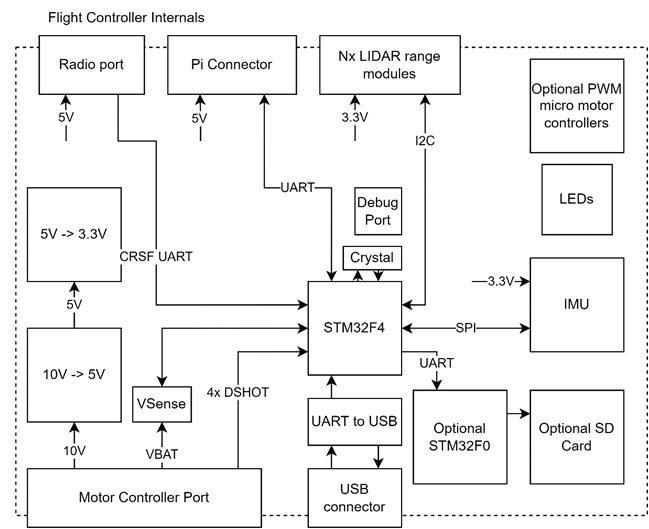 Flight Controller Internals
Radio port
Pi Connector
Nx LIDAR range
modules
Optional PWM
micro motor
controllers
5V
5V
3.3V
I2C
LEDs
UART
Debug
Port
5V -> 3.3V
CRSF UART
Crystal
3.3V
IMU
5V
STM32F4
SPI
10V -> 5V
UART
4x DSHOT
VSense
UART to USB
Optional
STM32F0
Optional SD
Card
10V
VBAT
Motor Controller Port
USB
connector